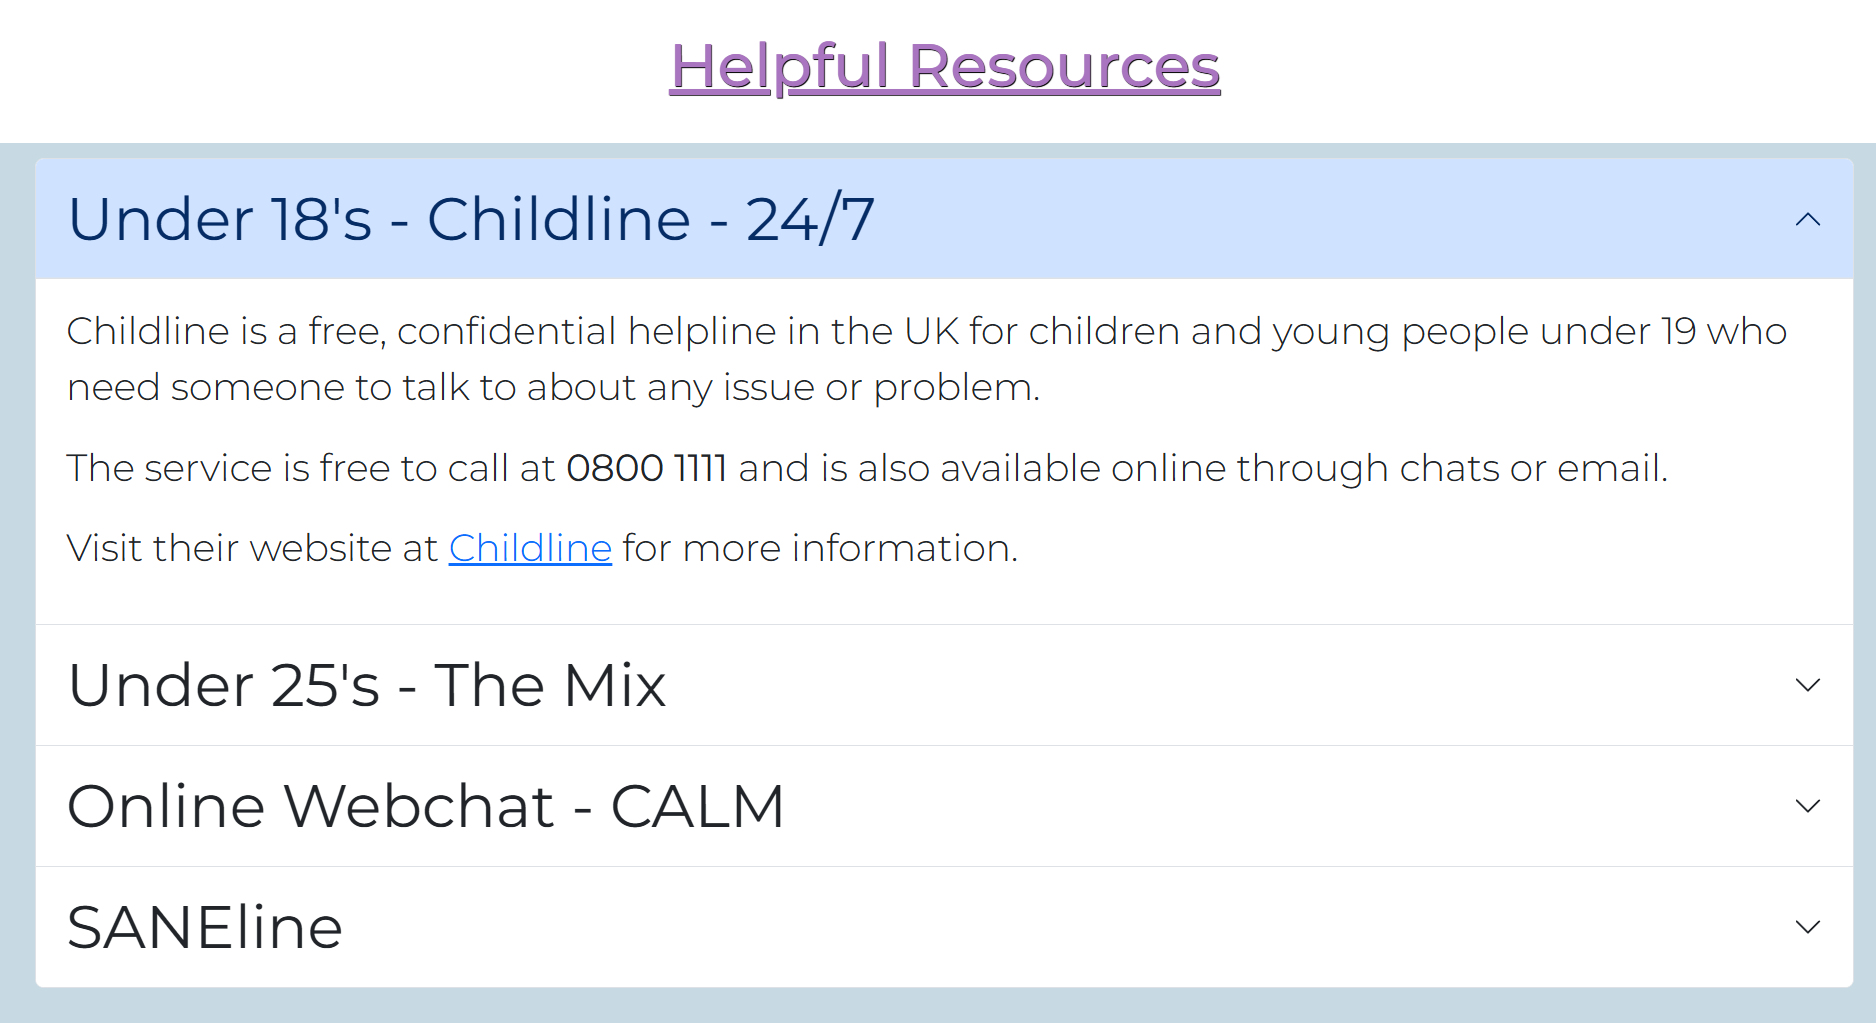 Helpful Resources
Under 18's - Childline - 24/7
Childline is a free, confidential helpline in the UK for children and young people under 19 who
need someone to talk to about any issue or problem.
The service is free to call at 0800 1111 and is also available online through chats or email.
Visit their website at Childline for more information.
Under 25's - The Mix
Online Webchat - CALM
SANEline